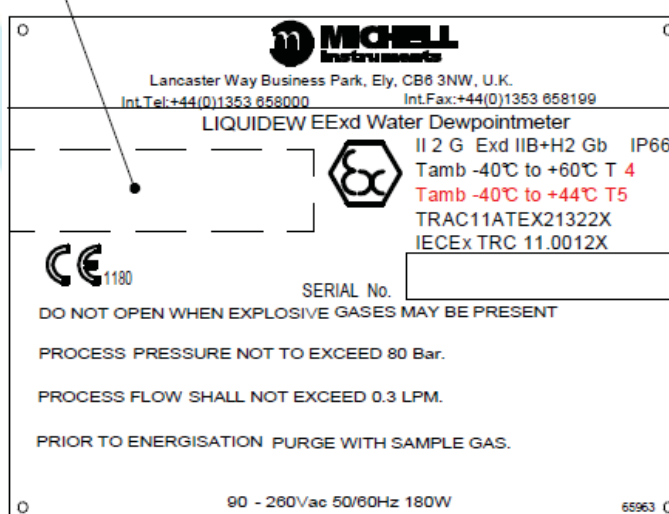 MICHELL
Instruments
Lancaster Way Business Park, Ely, CB6 3NW, U.K.
Int.Tel:+44(0)1353 658000 Int.Fax:+44(0)1353 658199
LIQUIDEW EExd Water Dewpointmeter
Ex
II 2 G Exd IIB+H2 Gb IP66
Tamb -40℃ to +60℃ T 4
Tamb -40℃ to +44℃ T5
TRAC11ATEX21322X
IECEx TRC 11.0012X
CE 1180
SERIAL No.
DO NOT OPEN WHEN EXPLOSIVE GASES MAY BE PRESENT
PROCESS PRESSURE NOT TO EXCEED 80 Bar.
PROCESS FLOW SHALL NOT EXCEED 0.3 LPM.
PRIOR TO ENERGISATION PURGE WITH SAMPLE GAS.
90 - 260Vac 50/60Hz 180W
65963